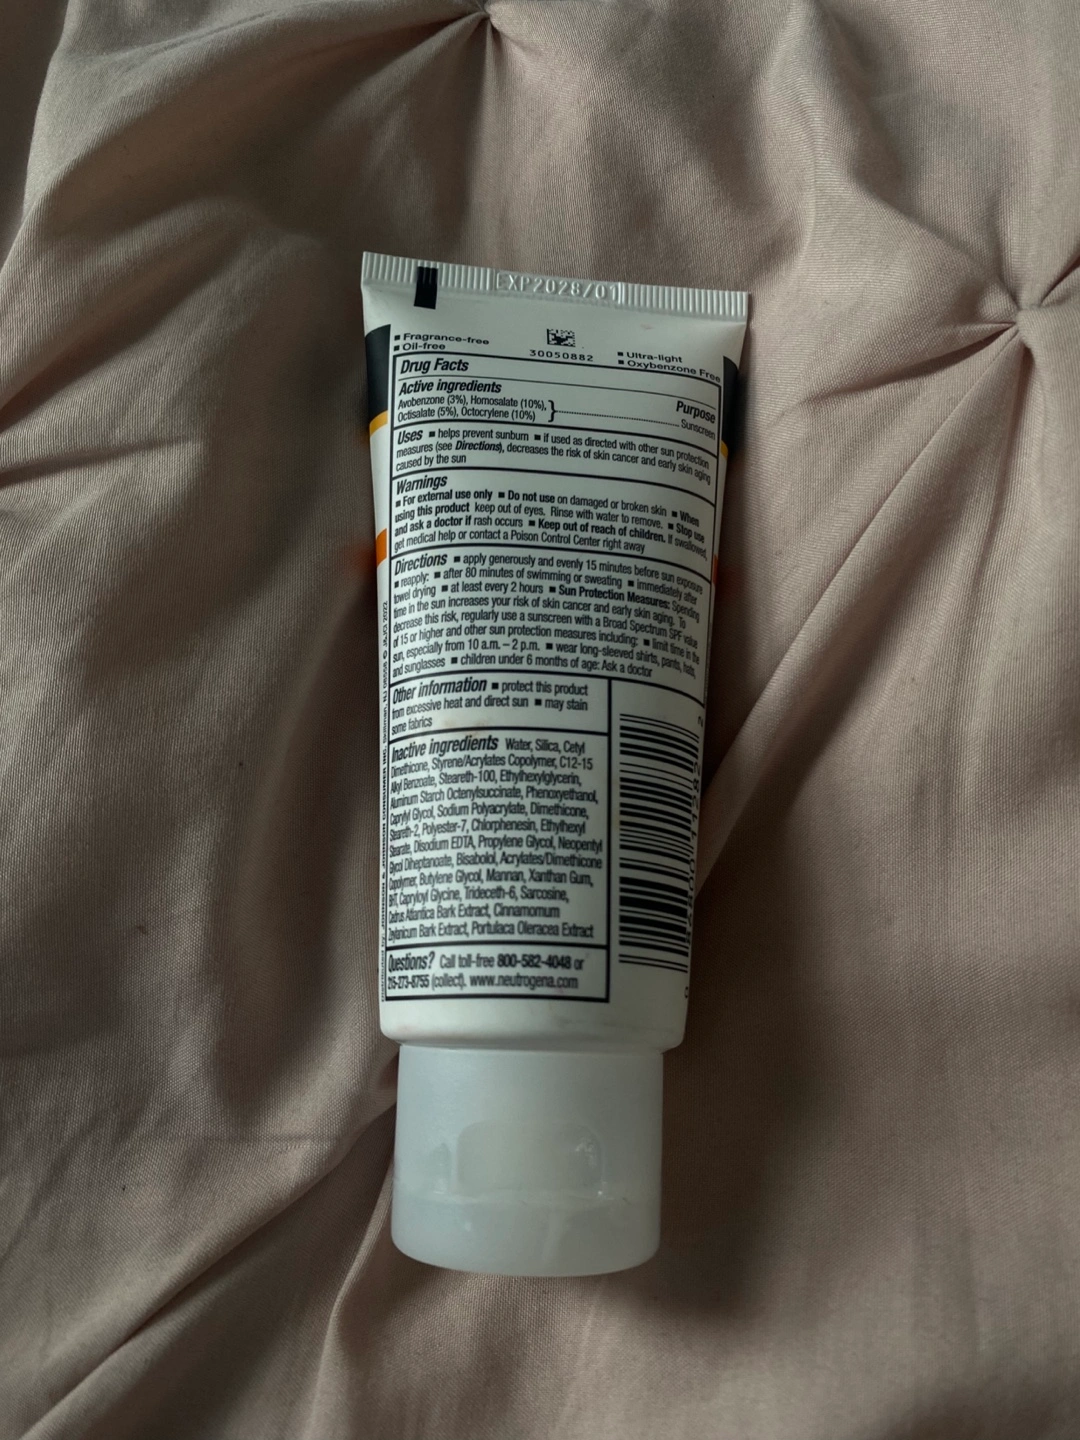 EXP2028/01
■ Fragrance-free
■ Oil-free
30050882
■ Ultra-light
■ Oxybenzone Free
Drug Facts
Active ingredients
Purpose
Avobenzone (3%), Homosalate (10%),
Octisalate (5%), Octocrylene (10%)
Sunscreen
Uses ■ helps prevent sunburn ■ if used as directed with other sun protection
measures (see Directions), decreases the risk of skin cancer and early skin aging
caused by the sun
Warnings
■ For external use only ■ Do not use on damaged or broken skin ■ When
using this product keep out of eyes. Rinse with water to remove. ■ Stop use
and ask a doctor if rash occurs ■ Keep out of reach of children. If swallowed,
get medical help or contact a Poison Control Center right away
Directions ■ apply generously and evenly 15 minutes before sun exposure
■ reapply: ■ after 80 minutes of swimming or sweating ■ immediately after
towel drying ■ at least every 2 hours ■ Sun Protection Measures: Spending
time in the sun increases your risk of skin cancer and early skin aging. To
decrease this risk, regularly use a sunscreen with a Broad Spectrum SPF value
of 15 or higher and other sun protection measures including: ■ limit time in the
sun, especially from 10 a.m. – 2 p.m. ■ wear long-sleeved shirts, pants, hats,
and sunglasses ■ children under 6 months of age: Ask a doctor
Other information ■ protect this product
from excessive heat and direct sun ■ may stain
some fabrics
Inactive ingredients Water, Silica, Cetyl
Dimethicone, Styrene/Acrylates Copolymer, C12-15
Alkyl Benzoate, Steareth-100, Ethylhexylglycerin,
Aluminum Starch Octenylsuccinate, Phenoxyethanol,
Caprylyl Glycol, Sodium Polyacrylate, Dimethicone,
Steareth-2, Polyester-7, Chlorphenesin, Ethylhexyl
Stearate, Disodium EDTA, Propylene Glycol, Neopentyl
Glycol Diheptanoate, Bisabolol, Acrylates/Dimethicone
Copolymer, Butylene Glycol, Mannan, Xanthan Gum,
BHT, Capryloyl Glycine, Trideceth-6, Sarcosine,
Cedrus Atlantica Bark Extract, Cinnamomum
Zeylanicum Bark Extract, Portulaca Oleracea Extract
Questions? Call toll-free 800-582-4048 or
215-273-8755 (collect). www.neutrogena.com
JOHNSON & JOHNSON CONSUMER INC. Skillman, NJ 08558 © J&JCI 2022